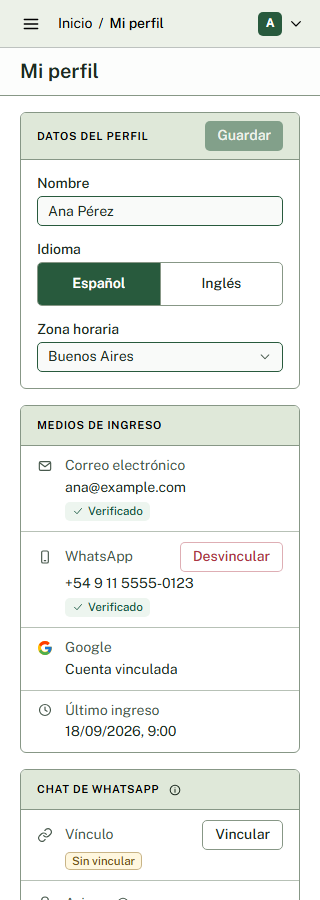 Inicio / Mi perfil
A
Mi perfil
DATOS DEL PERFIL
Guardar
Nombre
Ana Pérez
Idioma
Español
Inglés
Zona horaria
Buenos Aires
MEDIOS DE INGRESO
Correo electrónico
ana@example.com
Verificado
WhatsApp
Desvincular
+54 9 11 5555-0123
Verificado
Google
Cuenta vinculada
Último ingreso
18/09/2026, 9:00
CHAT DE WHATSAPP
Vínculo
Vincular
Sin vincular